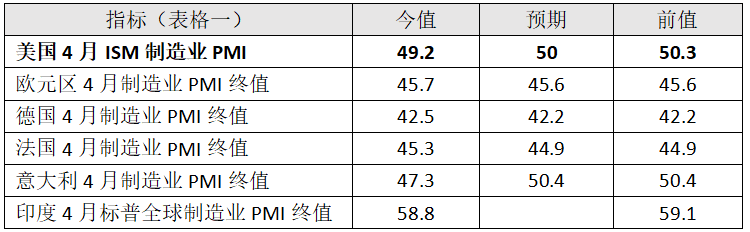 指标（表格一） 今值 预期 前值
美国 4 月 ISM 制造业 PMI 49.2 50 50.3
欧元区 4 月制造业 PMI 终值 45.7 45.6 45.6
德国 4 月制造业 PMI 终值 42.5 42.2 42.2
法国 4 月制造业 PMI 终值 45.3 44.9 44.9
意大利 4 月制造业 PMI 终值 47.3 50.4 50.4
印度 4 月标普全球制造业 PMI 终值 58.8 59.1